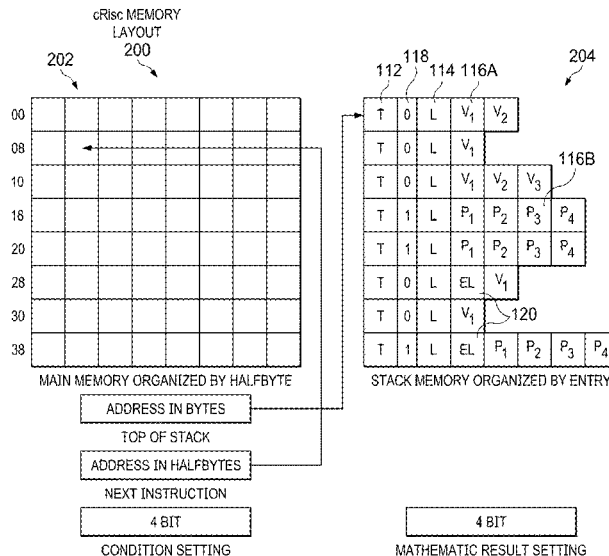 cRisc MEMORY
LAYOUT
200
202
204
112
118
114
116A
116B
120
00
08
10
18
20
28
30
38
T 0 L V1 V2
T 0 L V1
T 0 L V1 V2 V3
T 1 L P1 P2 P3 P4
T 1 L P1 P2 P3 P4
T 0 L EL V1
T 0 L V1
T 1 L EL P1 P2 P3 P4
MAIN MEMORY ORGANIZED BY HALFBYTE
STACK MEMORY ORGANIZED BY ENTRY
ADDRESS IN BYTES
TOP OF STACK
ADDRESS IN HALFBYTES
NEXT INSTRUCTION
4 BIT
CONDITION SETTING
4 BIT
MATHEMATIC RESULT SETTING